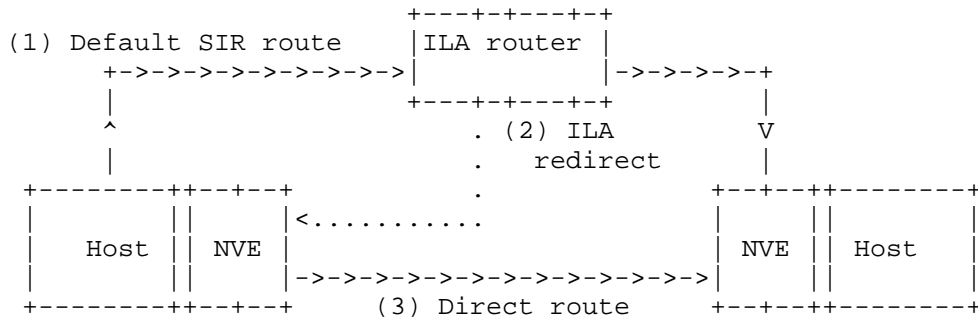 (1) Default SIR route
ILA router
(2) ILA
redirect
Host NVE NVE Host
(3) Direct route